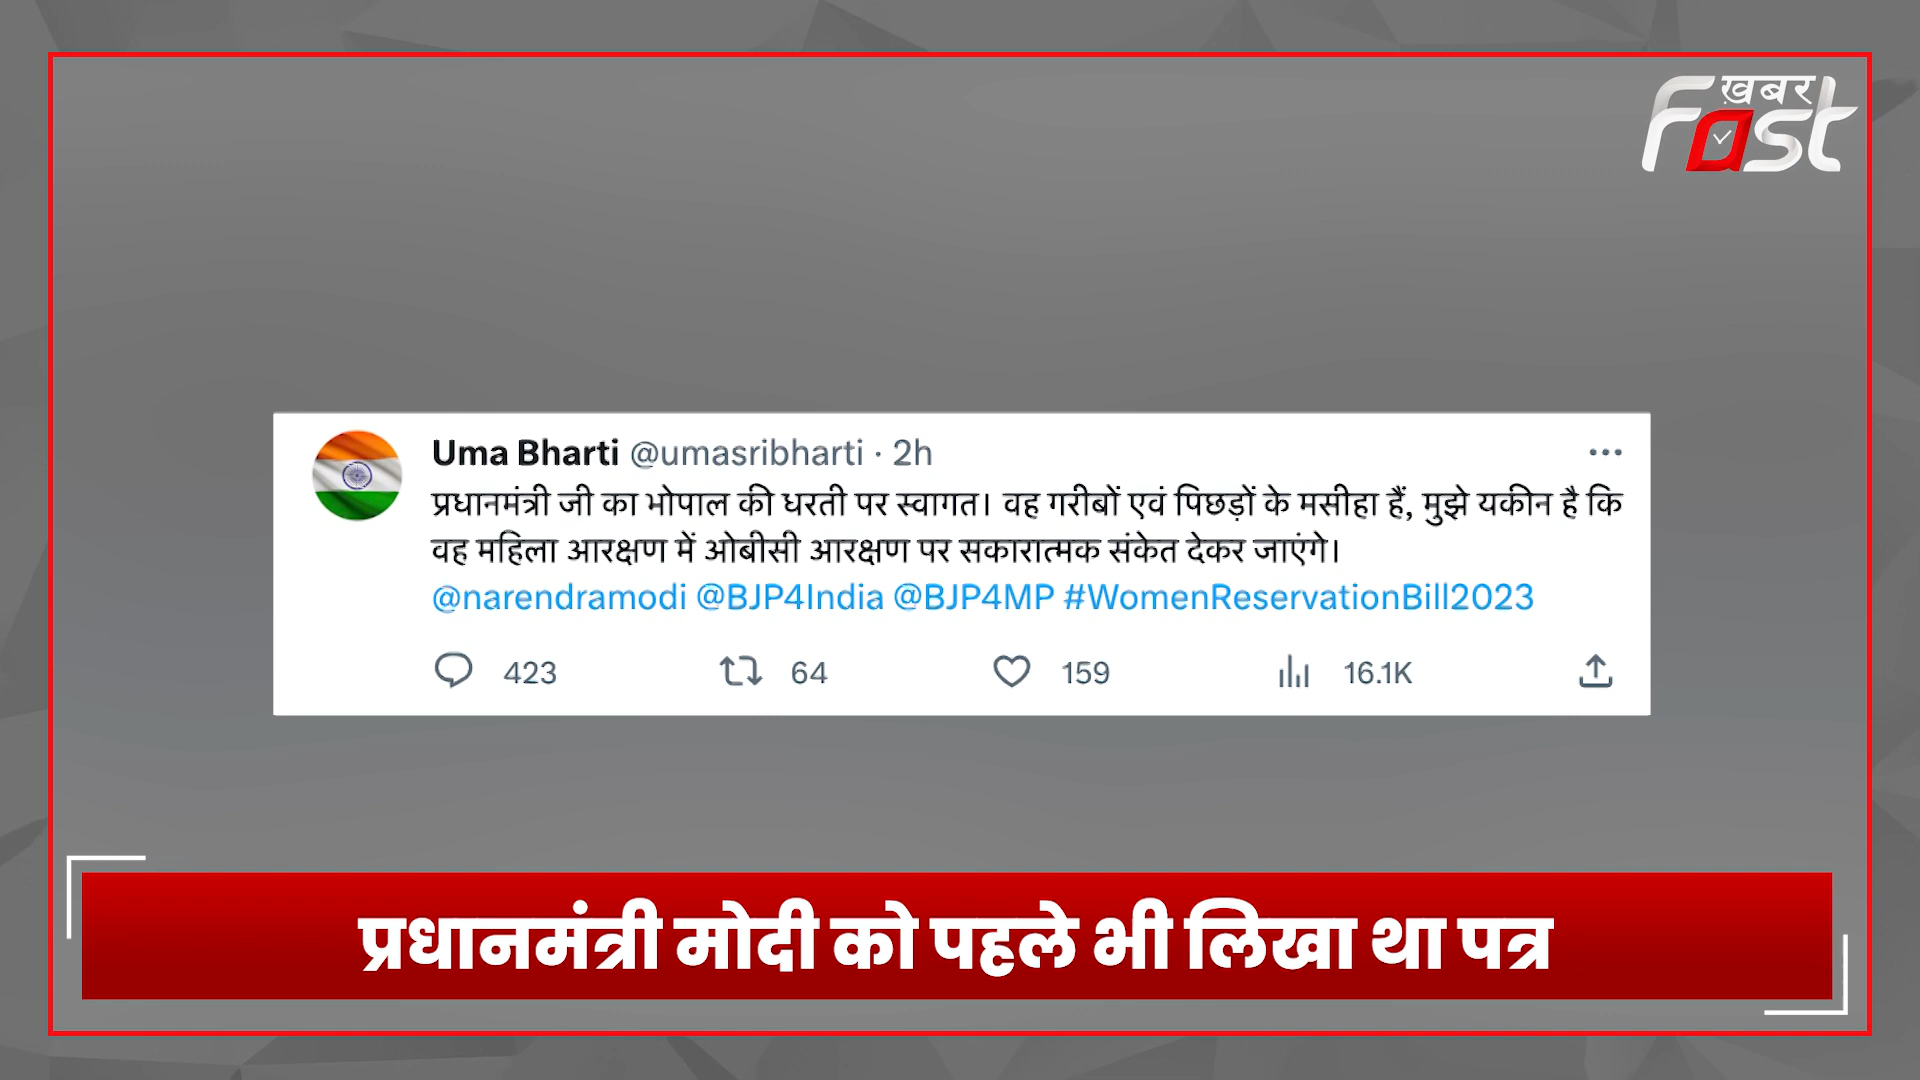 ख़बर
Fast
Uma Bharti @umasribharti · 2h
प्रधानमंत्री जी का भोपाल की धरती पर स्वागत। वह गरीबों एवं पिछड़ों के मसीहा हैं, मुझे यकीन है कि
वह महिला आरक्षण में ओबीसी आरक्षण पर सकारात्मक संकेत देकर जाएंगे।
@narendramodi @BJP4India @BJP4MP #WomenReservationBill2023
423 64 159 16.1K
प्रधानमंत्री मोदी को पहले भी लिखा था पत्र